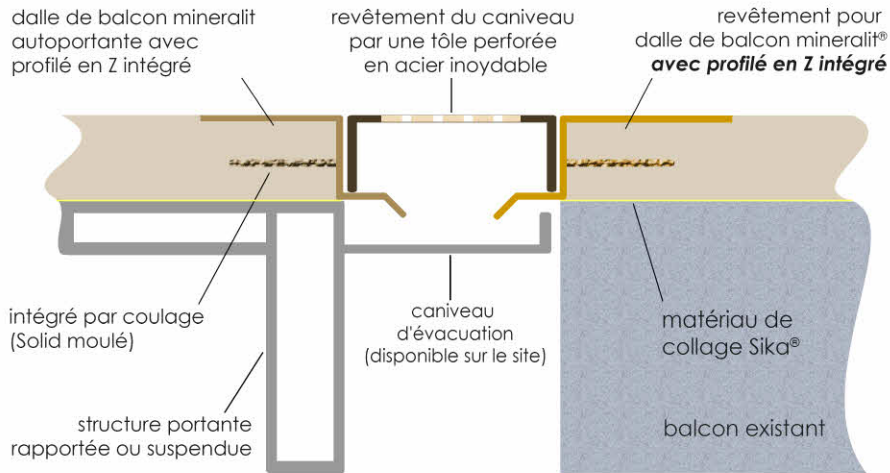 dalle de balcon mineralit
autoportante avec
profilé en Z intégré
revêtement du caniveau
par une tôle perforée
en acier inoydable
revêtement pour
dalle de balcon mineralit®
avec profilé en Z intégré
intégré par coulage
(Solid moulé)
caniveau
d'évacuation
(disponible sur le site)
matériau de
collage Sika®
structure portante
rapportée ou suspendue
balcon existant